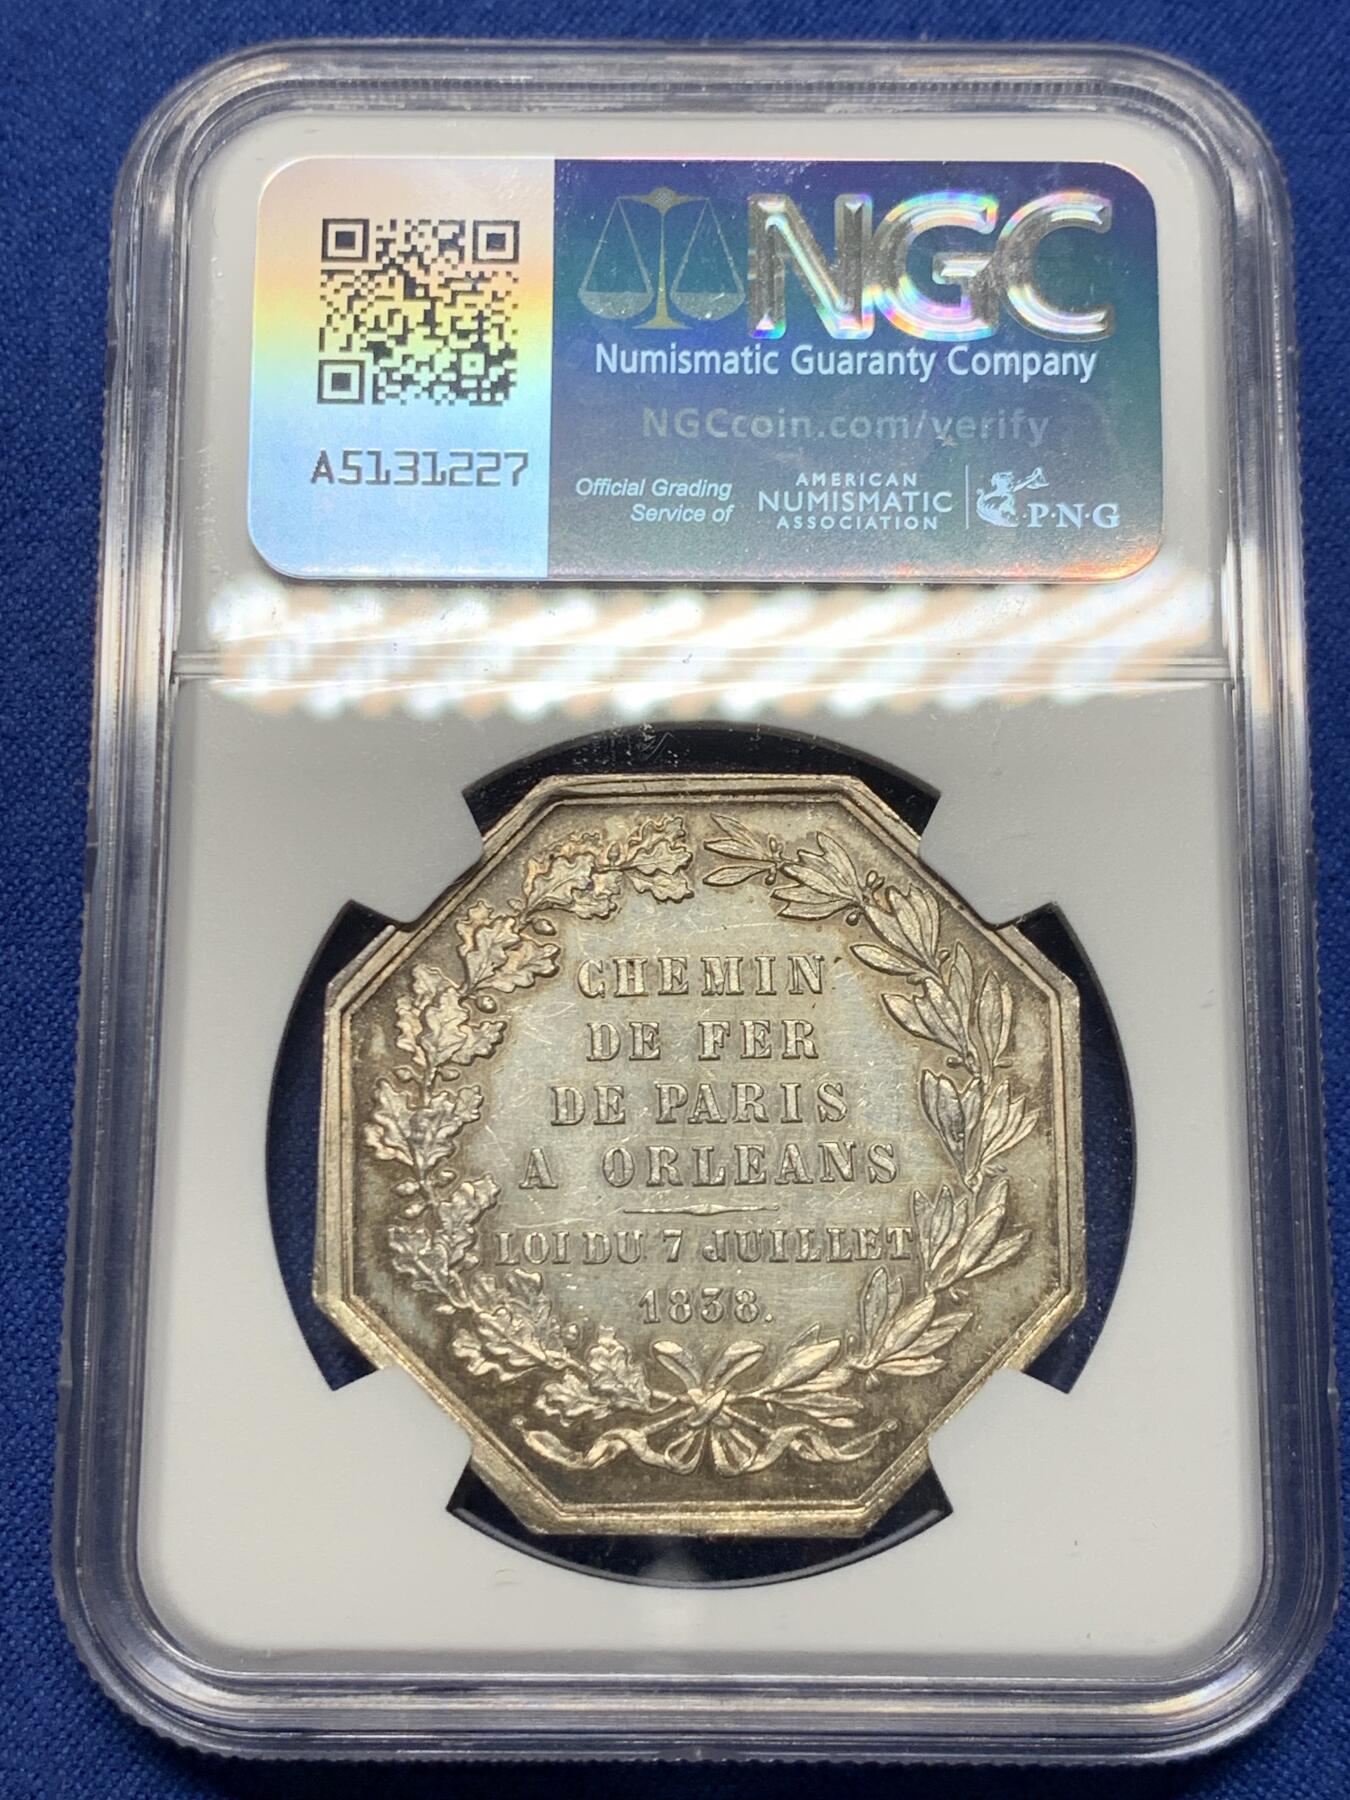 NGC
Numismatic Guaranty Company
NGCcoin.com/verify
A5131227
Official Grading
Service of
AMERICAN
NUMISMATIC
ASSOCIATION
P·N·G
CHEMIN
DE FER
DE PARIS
A ORLEANS
LOI DU 7 JUILLET
1838.